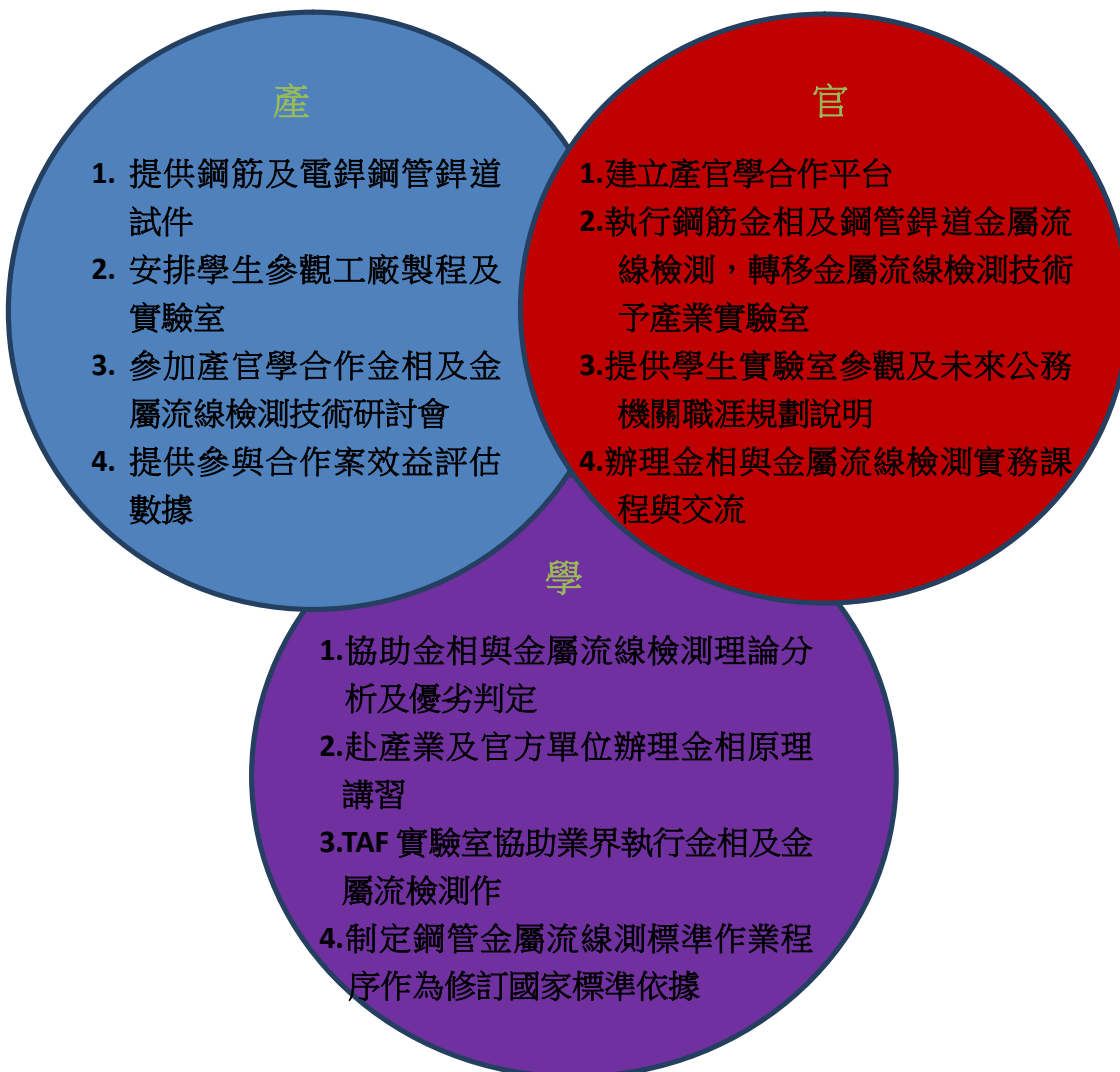 產
1. 提供鋼筋及電銲鋼管銲道
試件
2. 安排學生參觀工廠製程及
實驗室
3. 參加產官學合作金相及金
屬流線檢測技術研討會
4. 提供參與合作案效益評估
數據
官
1.建立產官學合作平台
2.執行鋼筋金相及鋼管銲道金屬流
線檢測，轉移金屬流線檢測技術
予產業實驗室
3.提供學生實驗室參觀及未來公務
機關職涯規劃說明
4.辦理金相與金屬流線檢測實務課
程與交流
學
1.協助金相與金屬流線檢測理論分
析及優劣判定
2.赴產業及官方單位辦理金相原理
講習
3.TAF 實驗室協助業界執行金相及金
屬流檢測作
4.制定鋼管金屬流線測標準作業程
序作為修訂國家標準依據